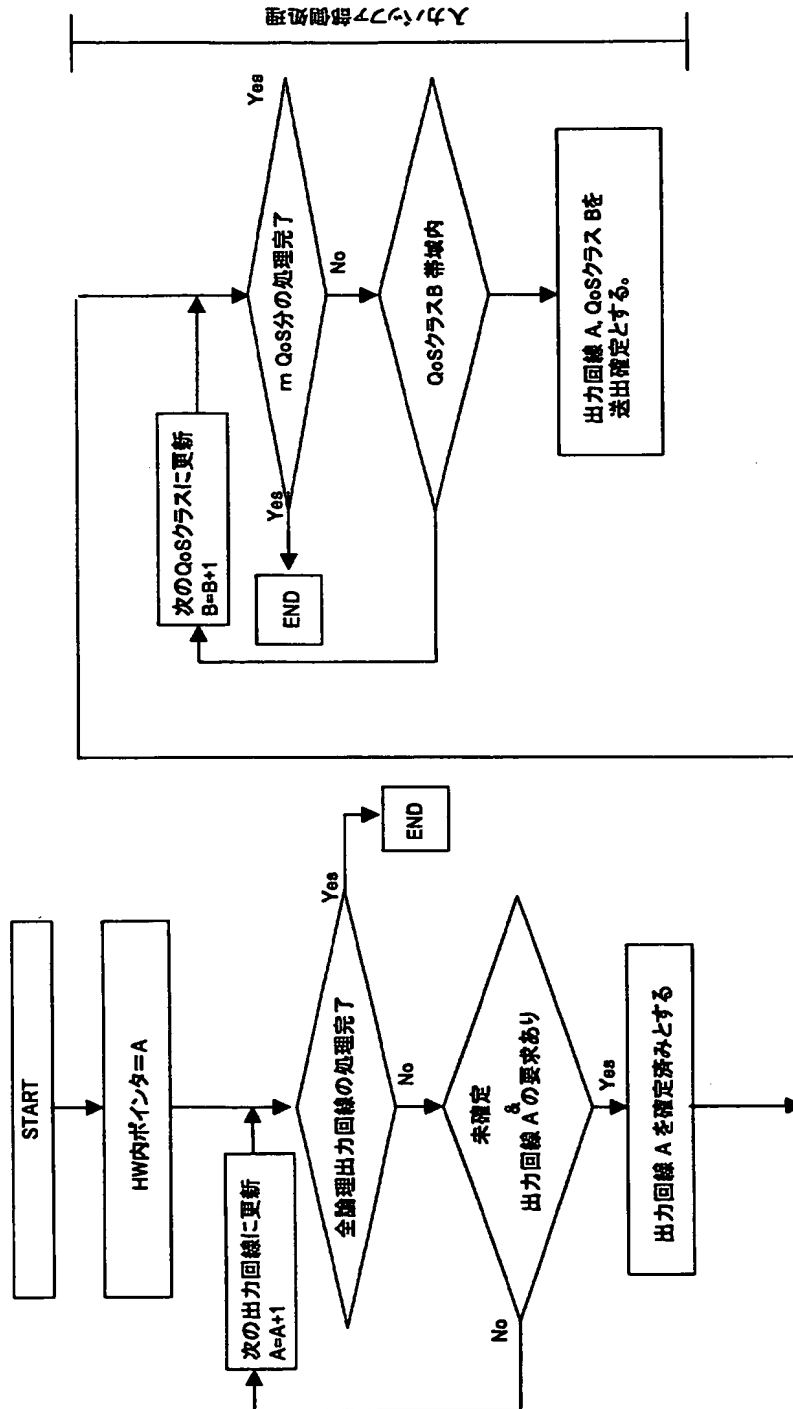 START
HW内ポインタ=A
次の出力回線に更新
A=A+1
全論理出力回線の処理完了
Yes
END
No
未確定
&
出力回線 A の要求あり
No
Yes
出力回線 A を確定済みとする
次のQoSクラスに更新
B=B+1
m QoS分の処理完了
Yes
Yes
END
No
QoSクラスB 帯域内
出力回線 A, QoSクラス Bを
送出確定とする。
入力バッファ部側処理